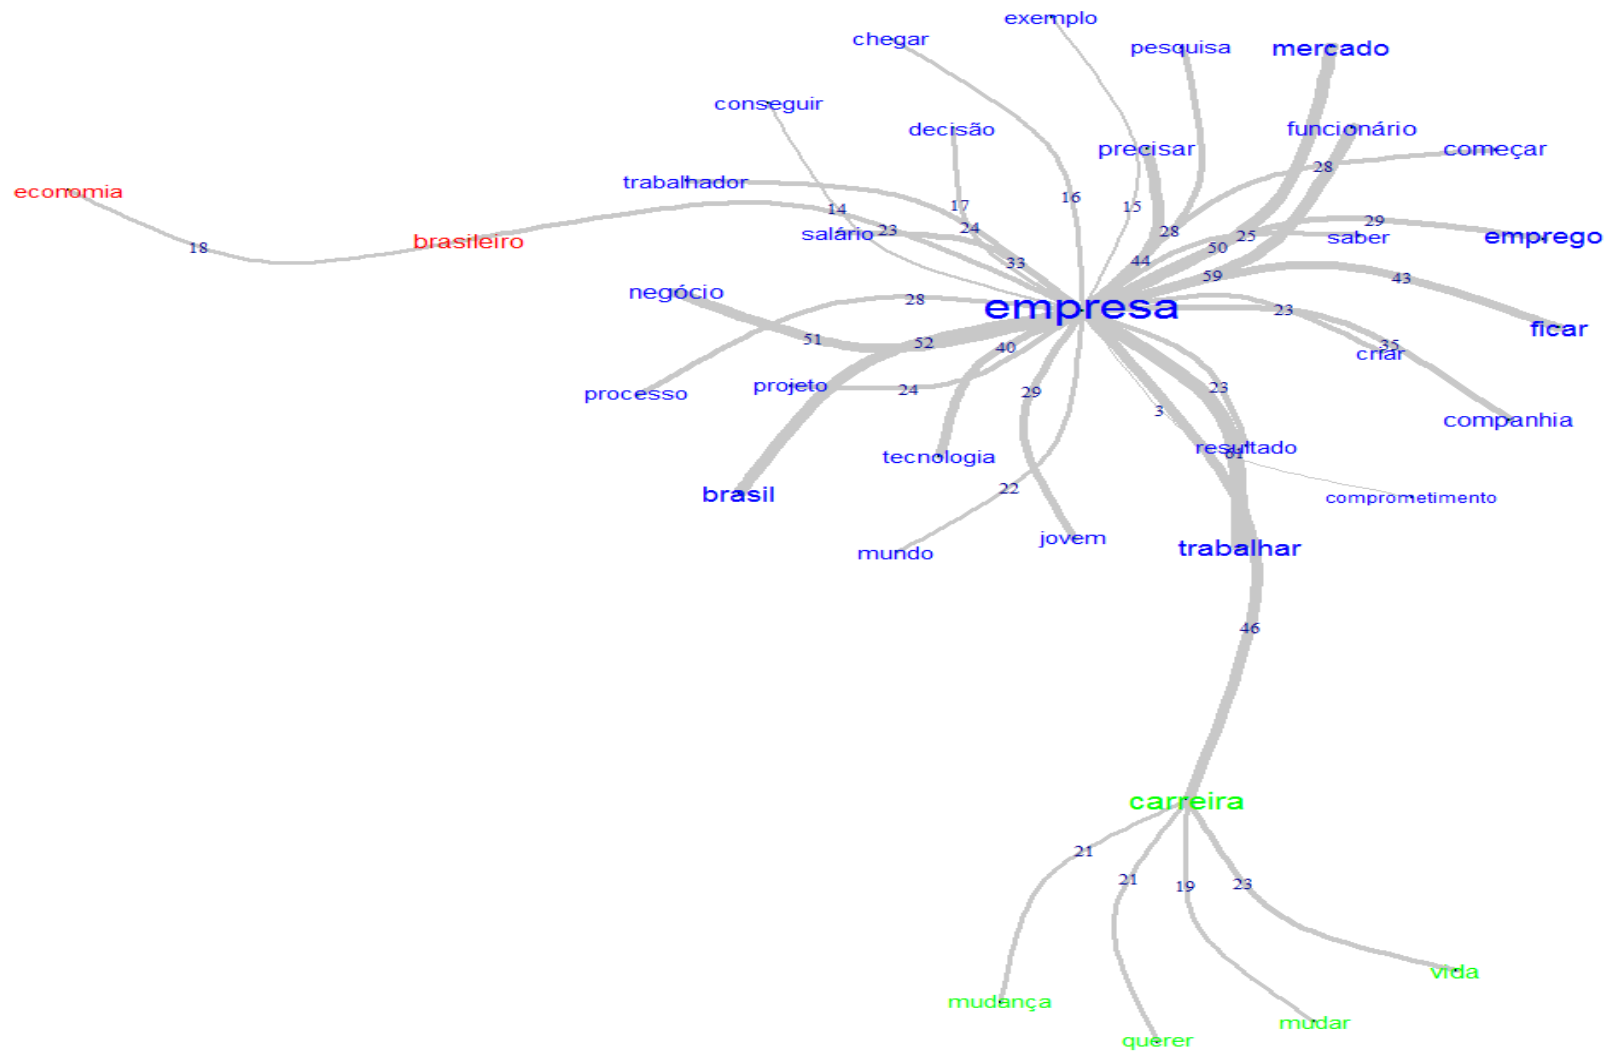 exemplo
chegar
pesquisa
mercado
conseguir
decisão
funcionário
precisar
começar
28
trabalhador
economia
16
15
17
14
29
brasileiro
salário
23
24
28
25
saber
emprego
18
50
33
44
59
43
negócio
28
empresa
23
ficar
51
52
40
35
criar
processo
projeto
24
29
23
3
companhia
tecnologia
resultado
61
brasil
22
comprometimento
mundo
jovem
trabalhar
46
carreira
21
21
19
23
vida
mudança
mudar
querer